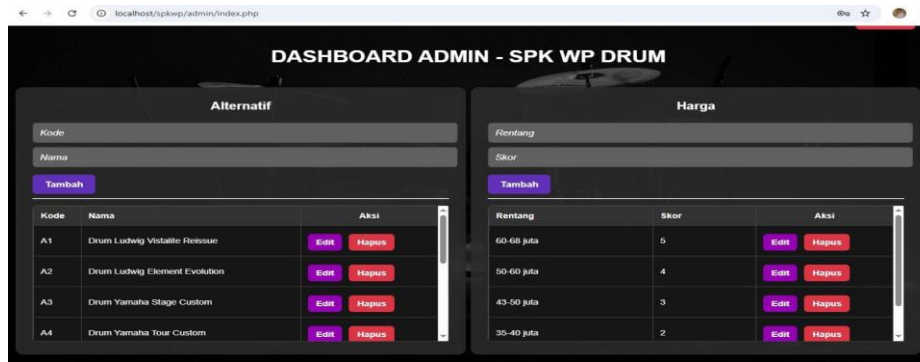 localhost/spkwp/admin/index.php
DASHBOARD ADMIN - SPK WP DRUM
Alternatif
Kode
Nama
Tambah
Kode Nama Aksi
A1 Drum Ludwig Vistalite Reissue Edit Hapus
A2 Drum Ludwig Element Evolution Edit Hapus
A3 Drum Yamaha Stage Custom Edit Hapus
A4 Drum Yamaha Tour Custom Edit Hapus
Harga
Rentang
Skor
Tambah
Rentang Skor Aksi
60-68 juta 5 Edit Hapus
50-60 juta 4 Edit Hapus
43-50 juta 3 Edit Hapus
35-40 juta 2 Edit Hapus